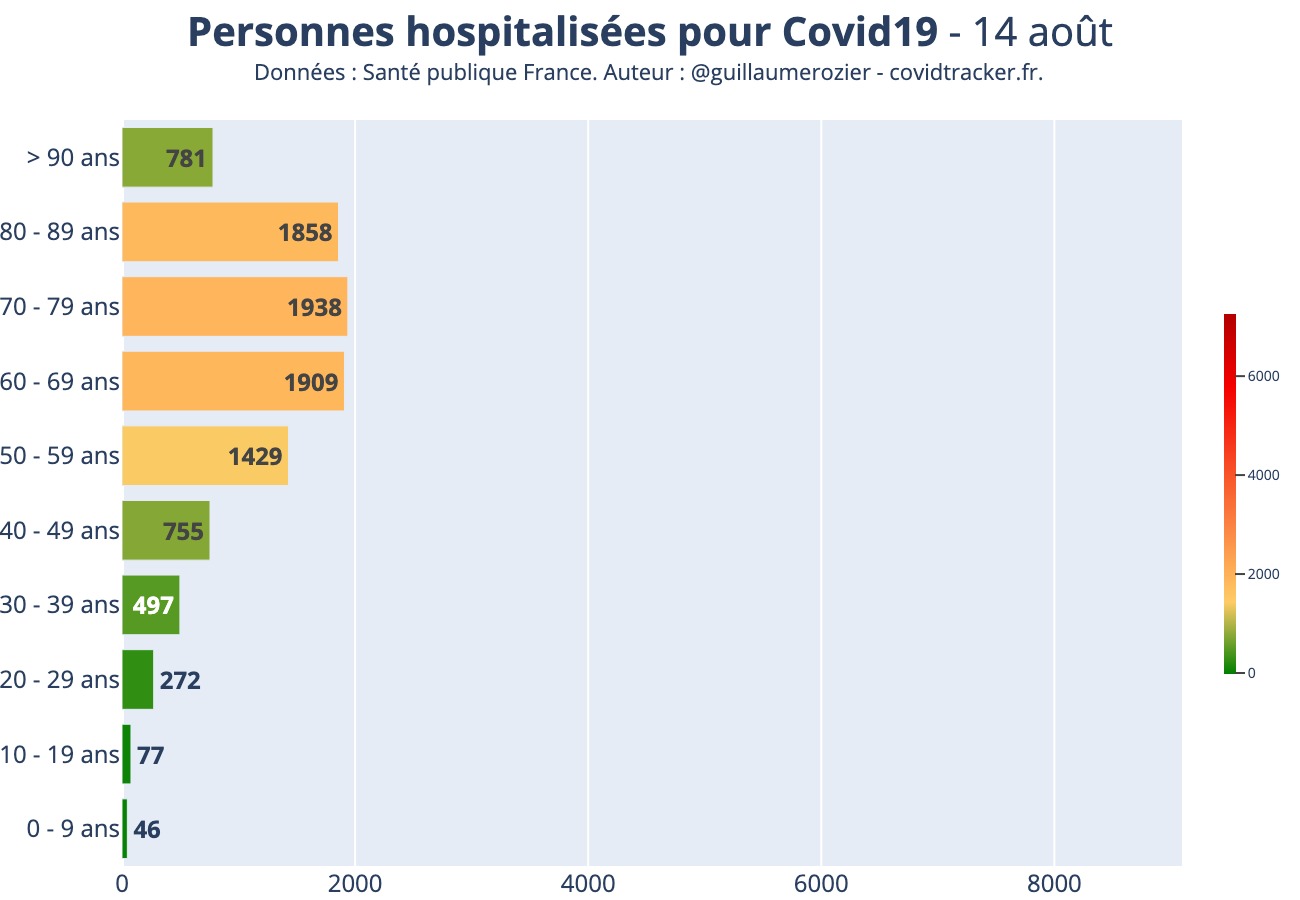 Personnes hospitalisées pour Covid19 - 14 août
Données : Santé publique France. Auteur : @guillaumerozier - covidtracker.fr.
> 90 ans 781
80 - 89 ans 1858
70 - 79 ans 1938
60 - 69 ans 1909
50 - 59 ans 1429
40 - 49 ans 755
30 - 39 ans 497
20 - 29 ans 272
10 - 19 ans 77
0 - 9 ans 46
0 2000 4000 6000 8000
6000
4000
2000
0